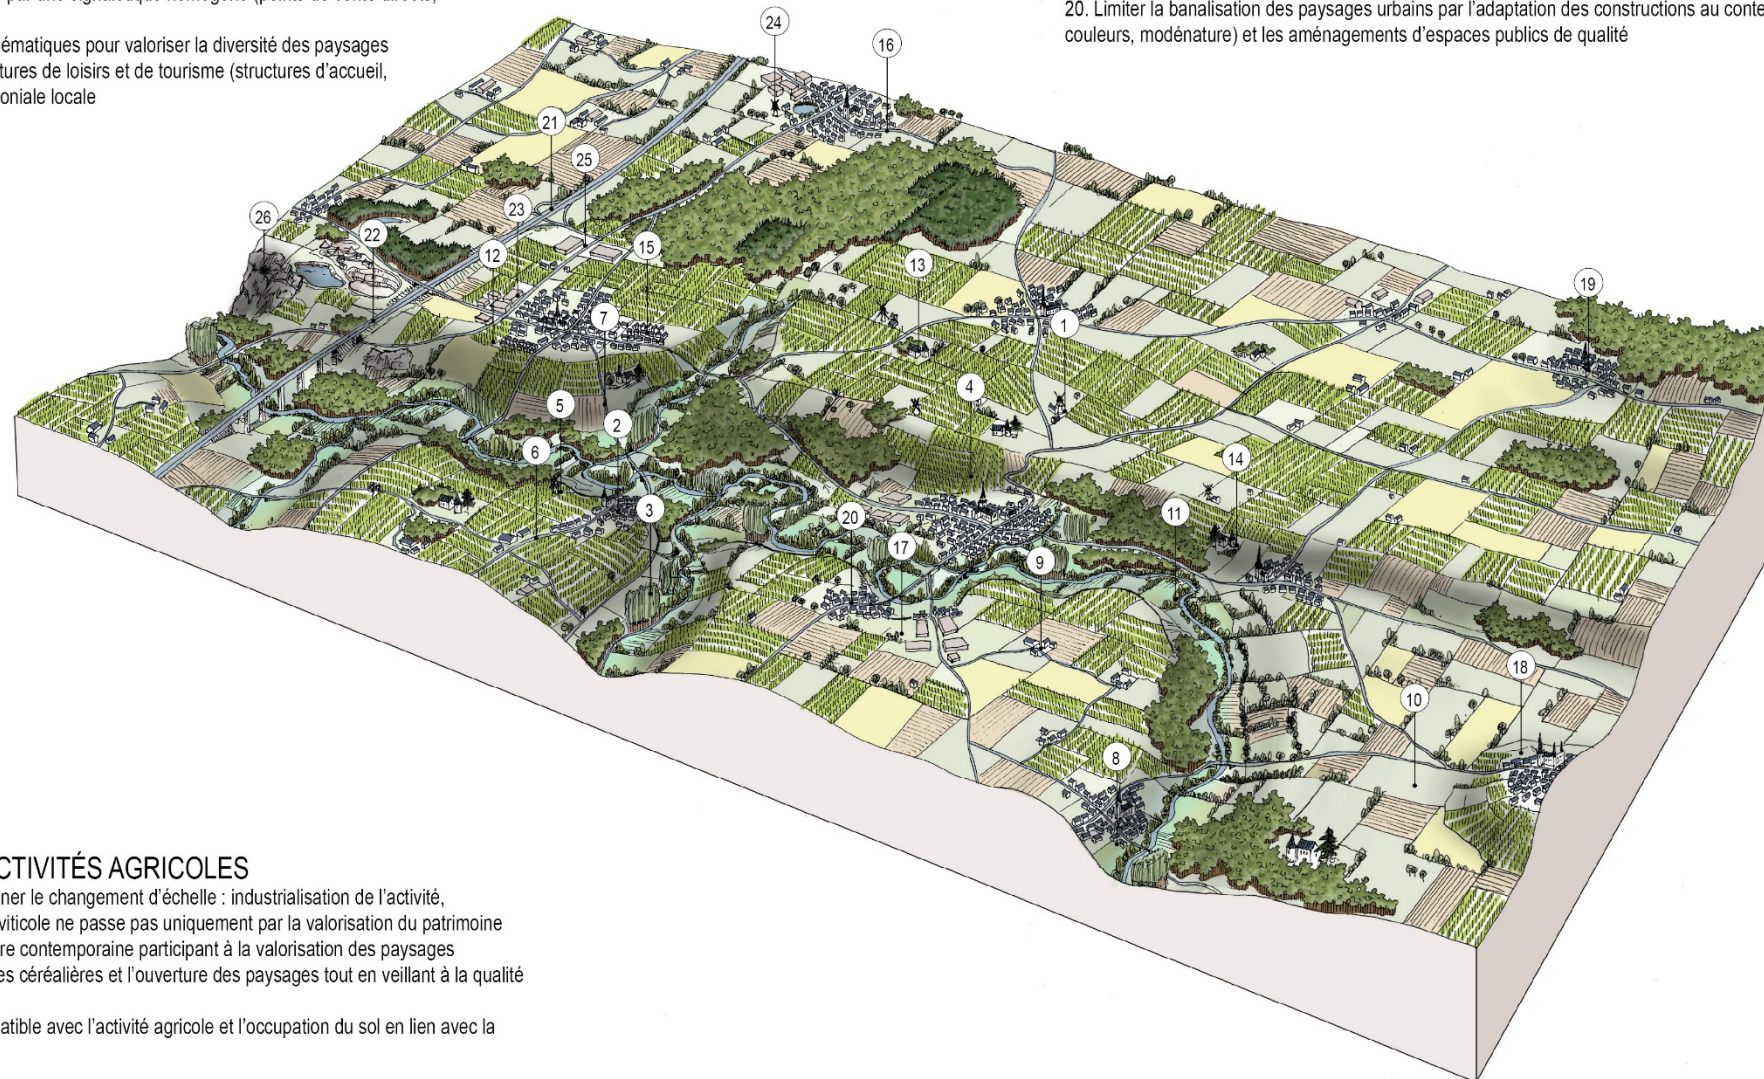 par une signalétique homogène (points de vente directs,
ématiques pour valoriser la diversité des paysages
tures de loisirs et de tourisme (structures d'accueil,
oniale locale
20. Limiter la banalisation des paysages urbains par l'adaptation des constructions au conte
couleurs, modénature) et les aménagements d'espaces publics de qualité
24
16
21
25
26
23
22
12
15
13
7
1
19
4
5
2
6
14
3
20
17
11
9
18
10
8
CTIVITÉS AGRICOLES
ner le changement d'échelle : industrialisation de l'activité,
viticole ne passe pas uniquement par la valorisation du patrimoine
re contemporaine participant à la valorisation des paysages
es céréalières et l'ouverture des paysages tout en veillant à la qualité
atible avec l'activité agricole et l'occupation du sol en lien avec la